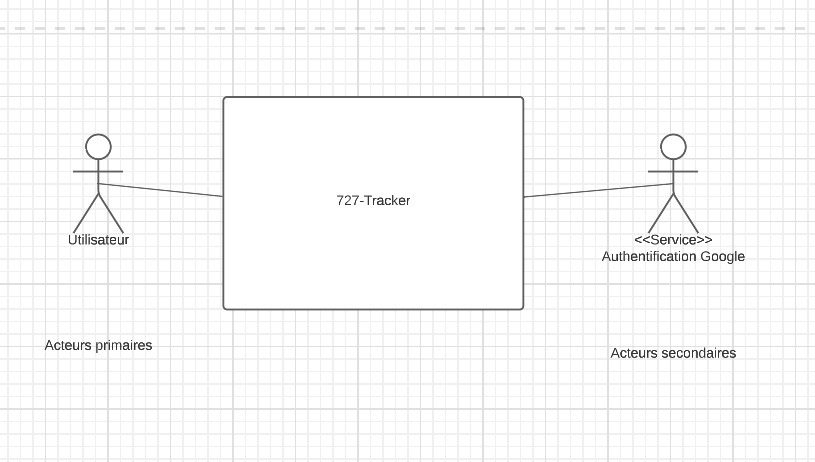 727-Tracker
Utilisateur
<<Service>>
Authentification Google
Acteurs primaires
Acteurs secondaires